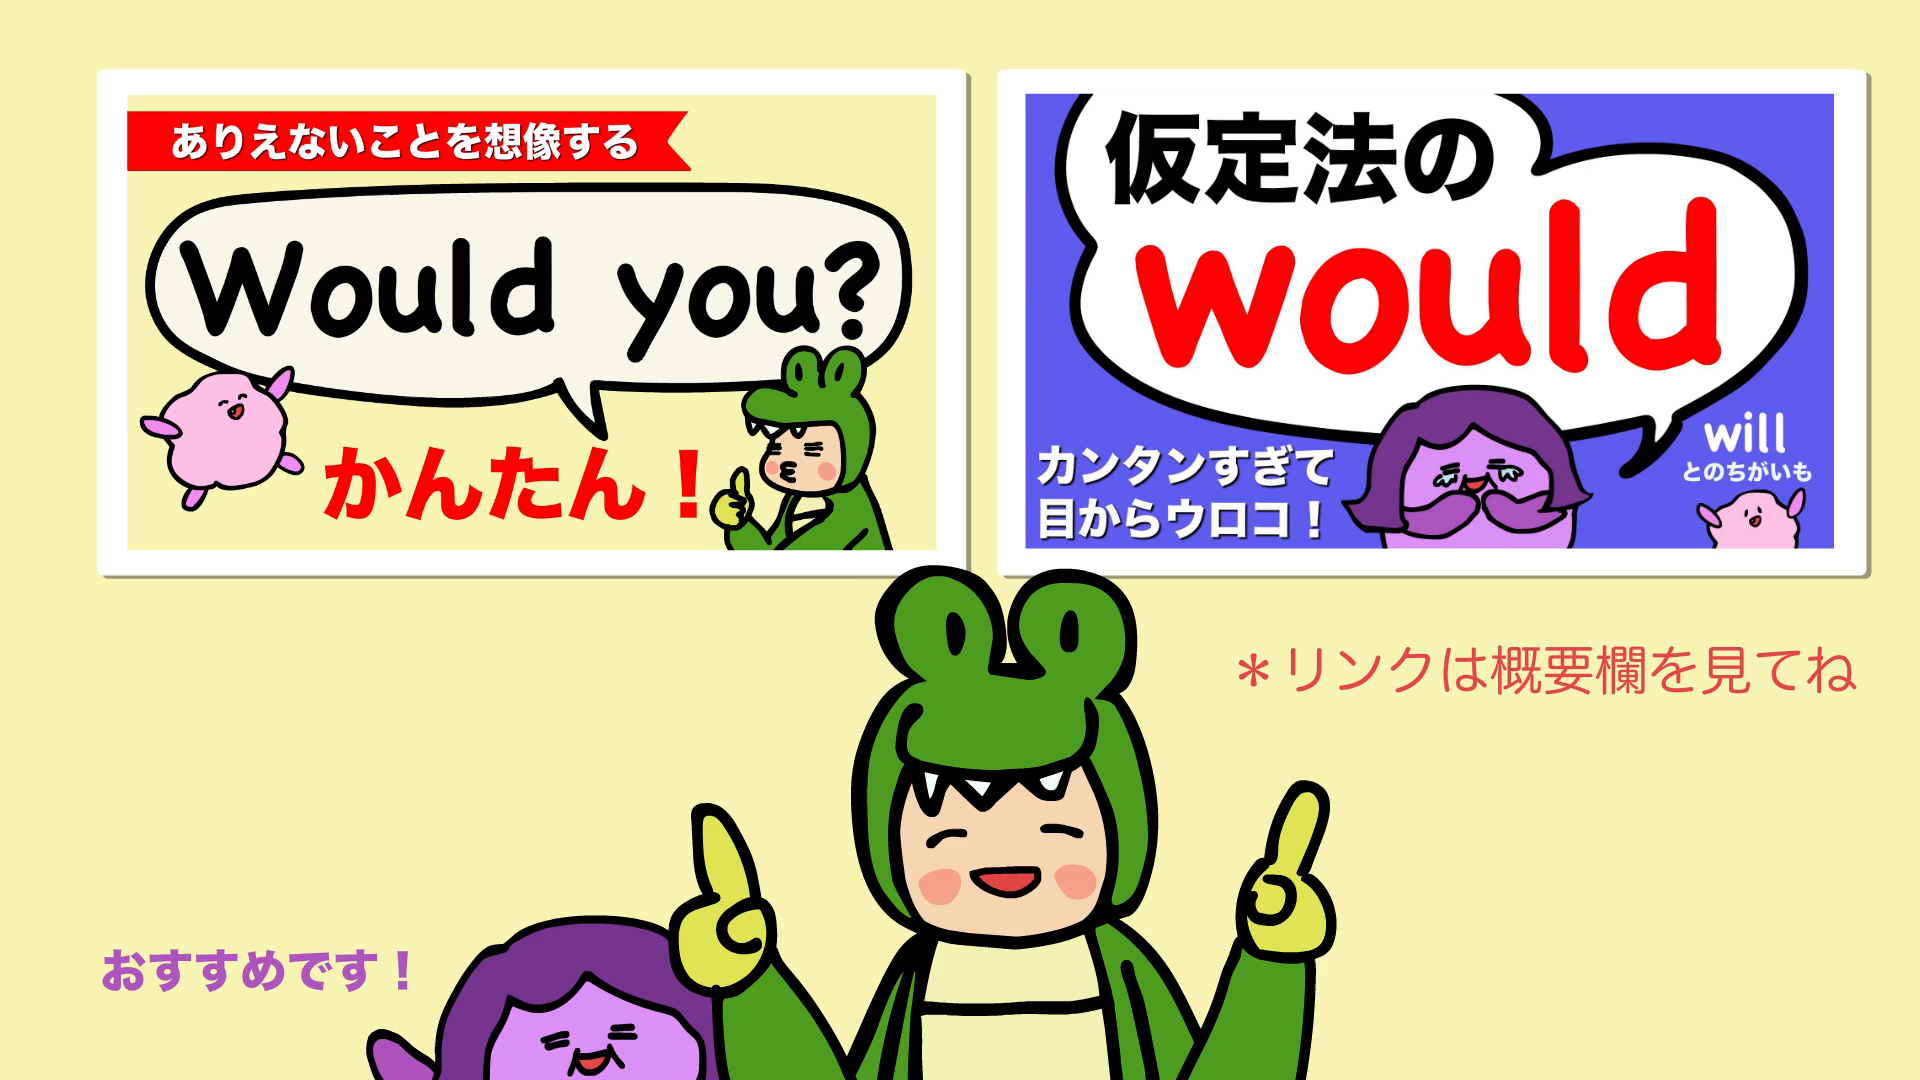 ありえないことを想像する
Would you?
かんたん！
仮定法の
would
カンタンすぎて
目からウロコ！
will
とのちがいも
＊リンクは概要欄を見てね
おすすめです！